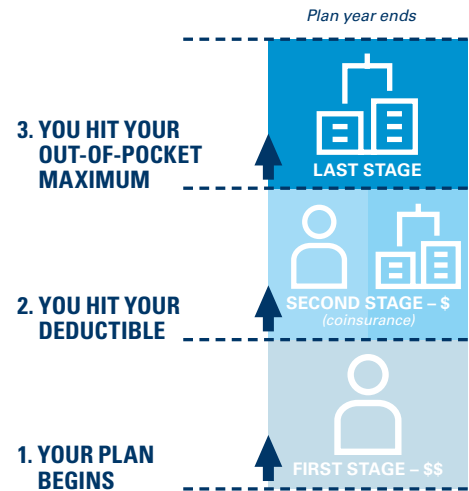 Plan year ends
3. YOU HIT YOUR
OUT-OF-POCKET
MAXIMUM
LAST STAGE
2. YOU HIT YOUR
DEDUCTIBLE
SECOND STAGE – $
(coinsurance)
1. YOUR PLAN
BEGINS
FIRST STAGE – $$